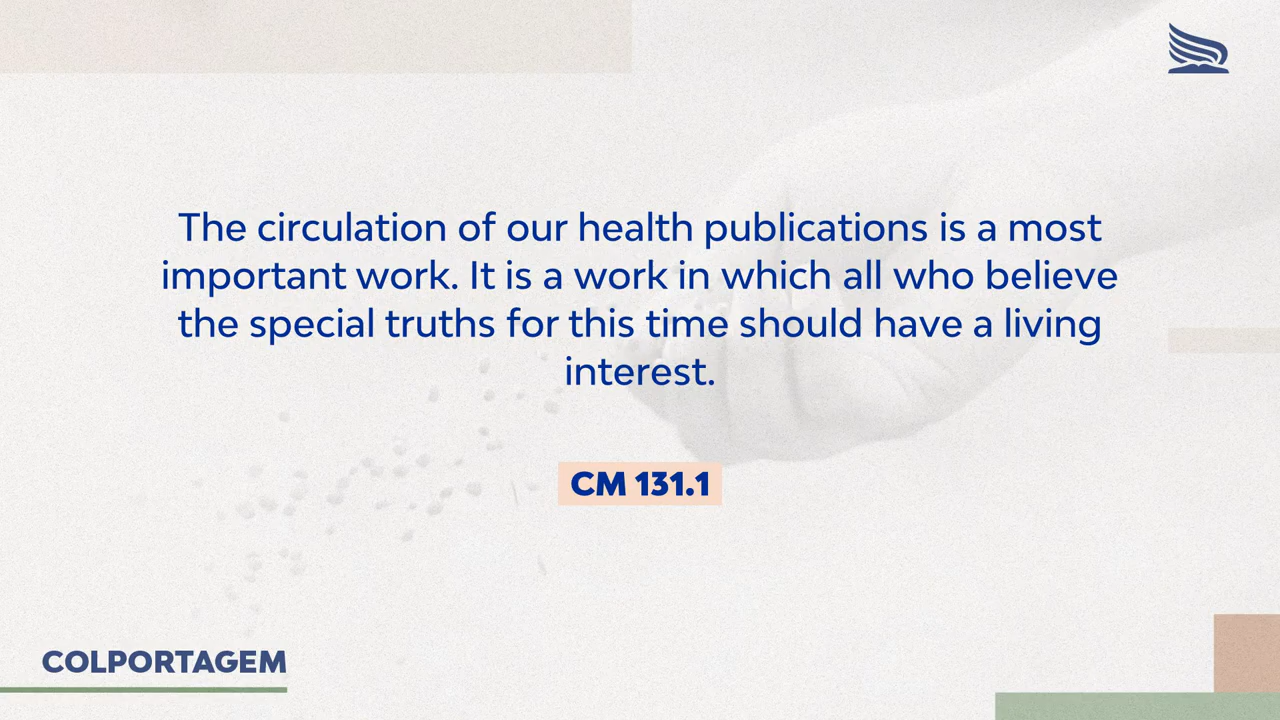 The circulation of our health publications is a most
important work. It is a work in which all who believe
the special truths for this time should have a living
interest.
CM 131.1
COLPORTAGEM